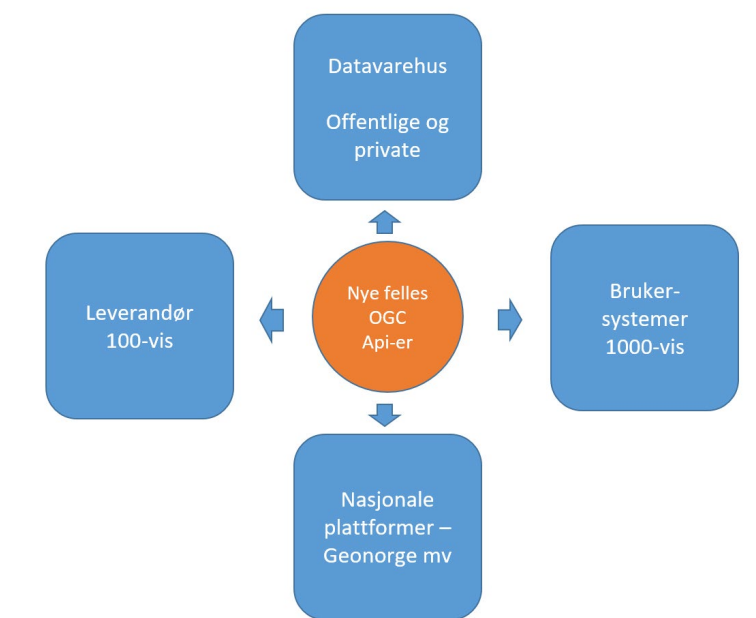 Datavarehus
Offentlige og
private
Leverandør
100-vis
Nye felles
OGC
Api-er
Bruker-
systemer
1000-vis
Nasjonale
plattformer –
Geonorge mv